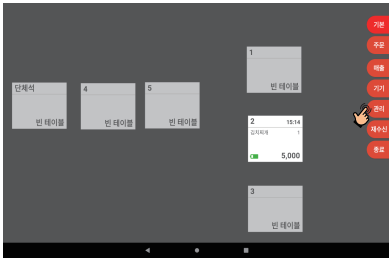 기본
1
주문
매출
단체석
4
5
기기
빈 테이블
관리
빈 테이블
빈 테이블
빈 테이블
2 15:14
재수신
김치찌개 1
종료
5,000
3
빈 테이블